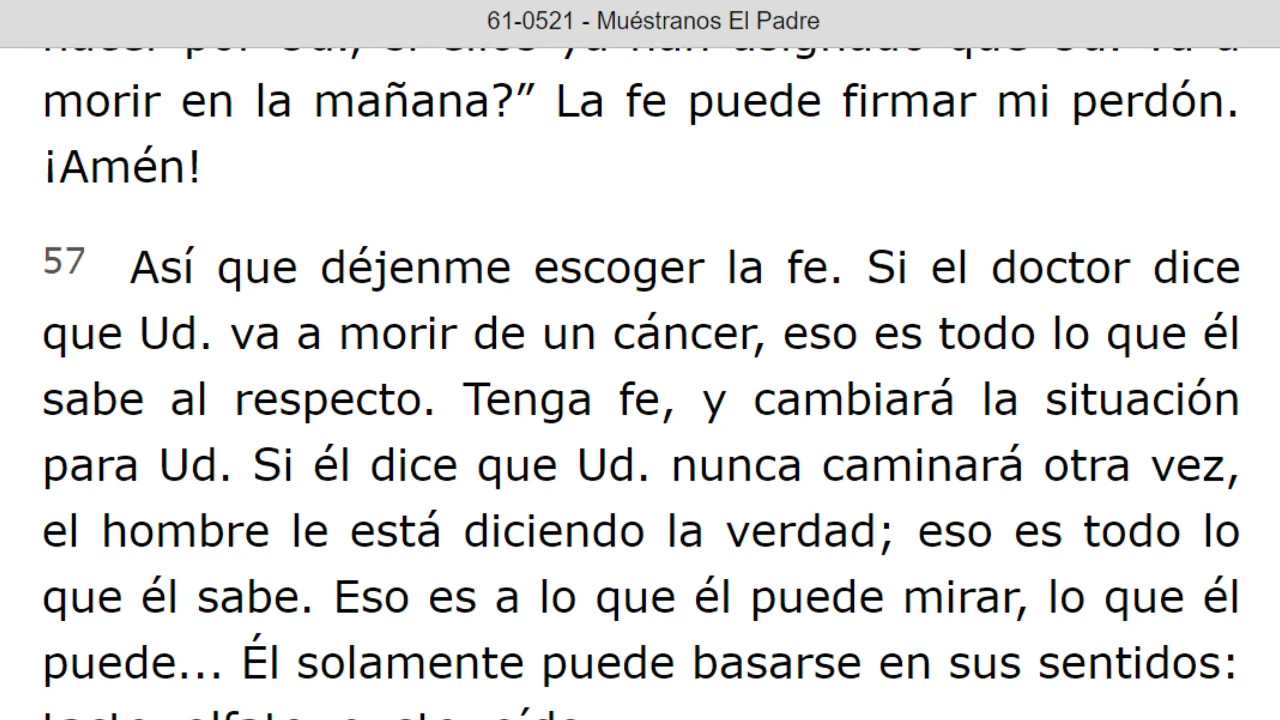 61-0521 - Muéstranos El Padre
morir en la mañana?” La fe puede firmar mi perdón.
¡Amén!
57 Así que déjenme escoger la fe. Si el doctor dice
que Ud. va a morir de un cáncer, eso es todo lo que él
sabe al respecto. Tenga fe, y cambiará la situación
para Ud. Si él dice que Ud. nunca caminará otra vez,
el hombre le está diciendo la verdad; eso es todo lo
que él sabe. Eso es a lo que él puede mirar, lo que él
puede... Él solamente puede basarse en sus sentidos: